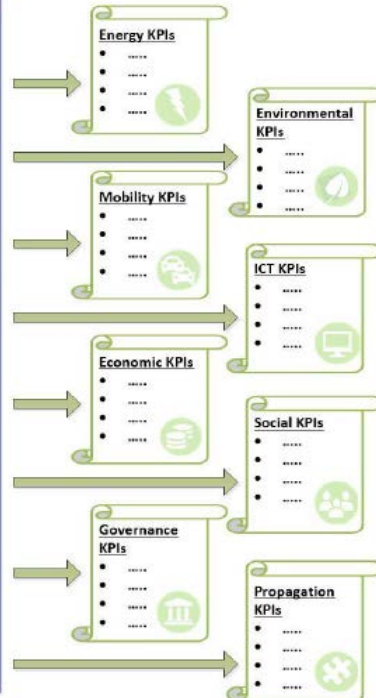 Energy KPIs
• .....
• .....
• .....
• .....
Environmental
KPIs
• .....
• .....
• .....
• .....
Mobility KPIs
• .....
• .....
• .....
• .....
ICT KPIs
• .....
• .....
• .....
• .....
Economic KPIs
• .....
• .....
• .....
• .....
Social KPIs
• .....
• .....
• .....
• .....
Governance
KPIs
• .....
• .....
• .....
• .....
Propagation
KPIs
• .....
• .....
• .....
• .....